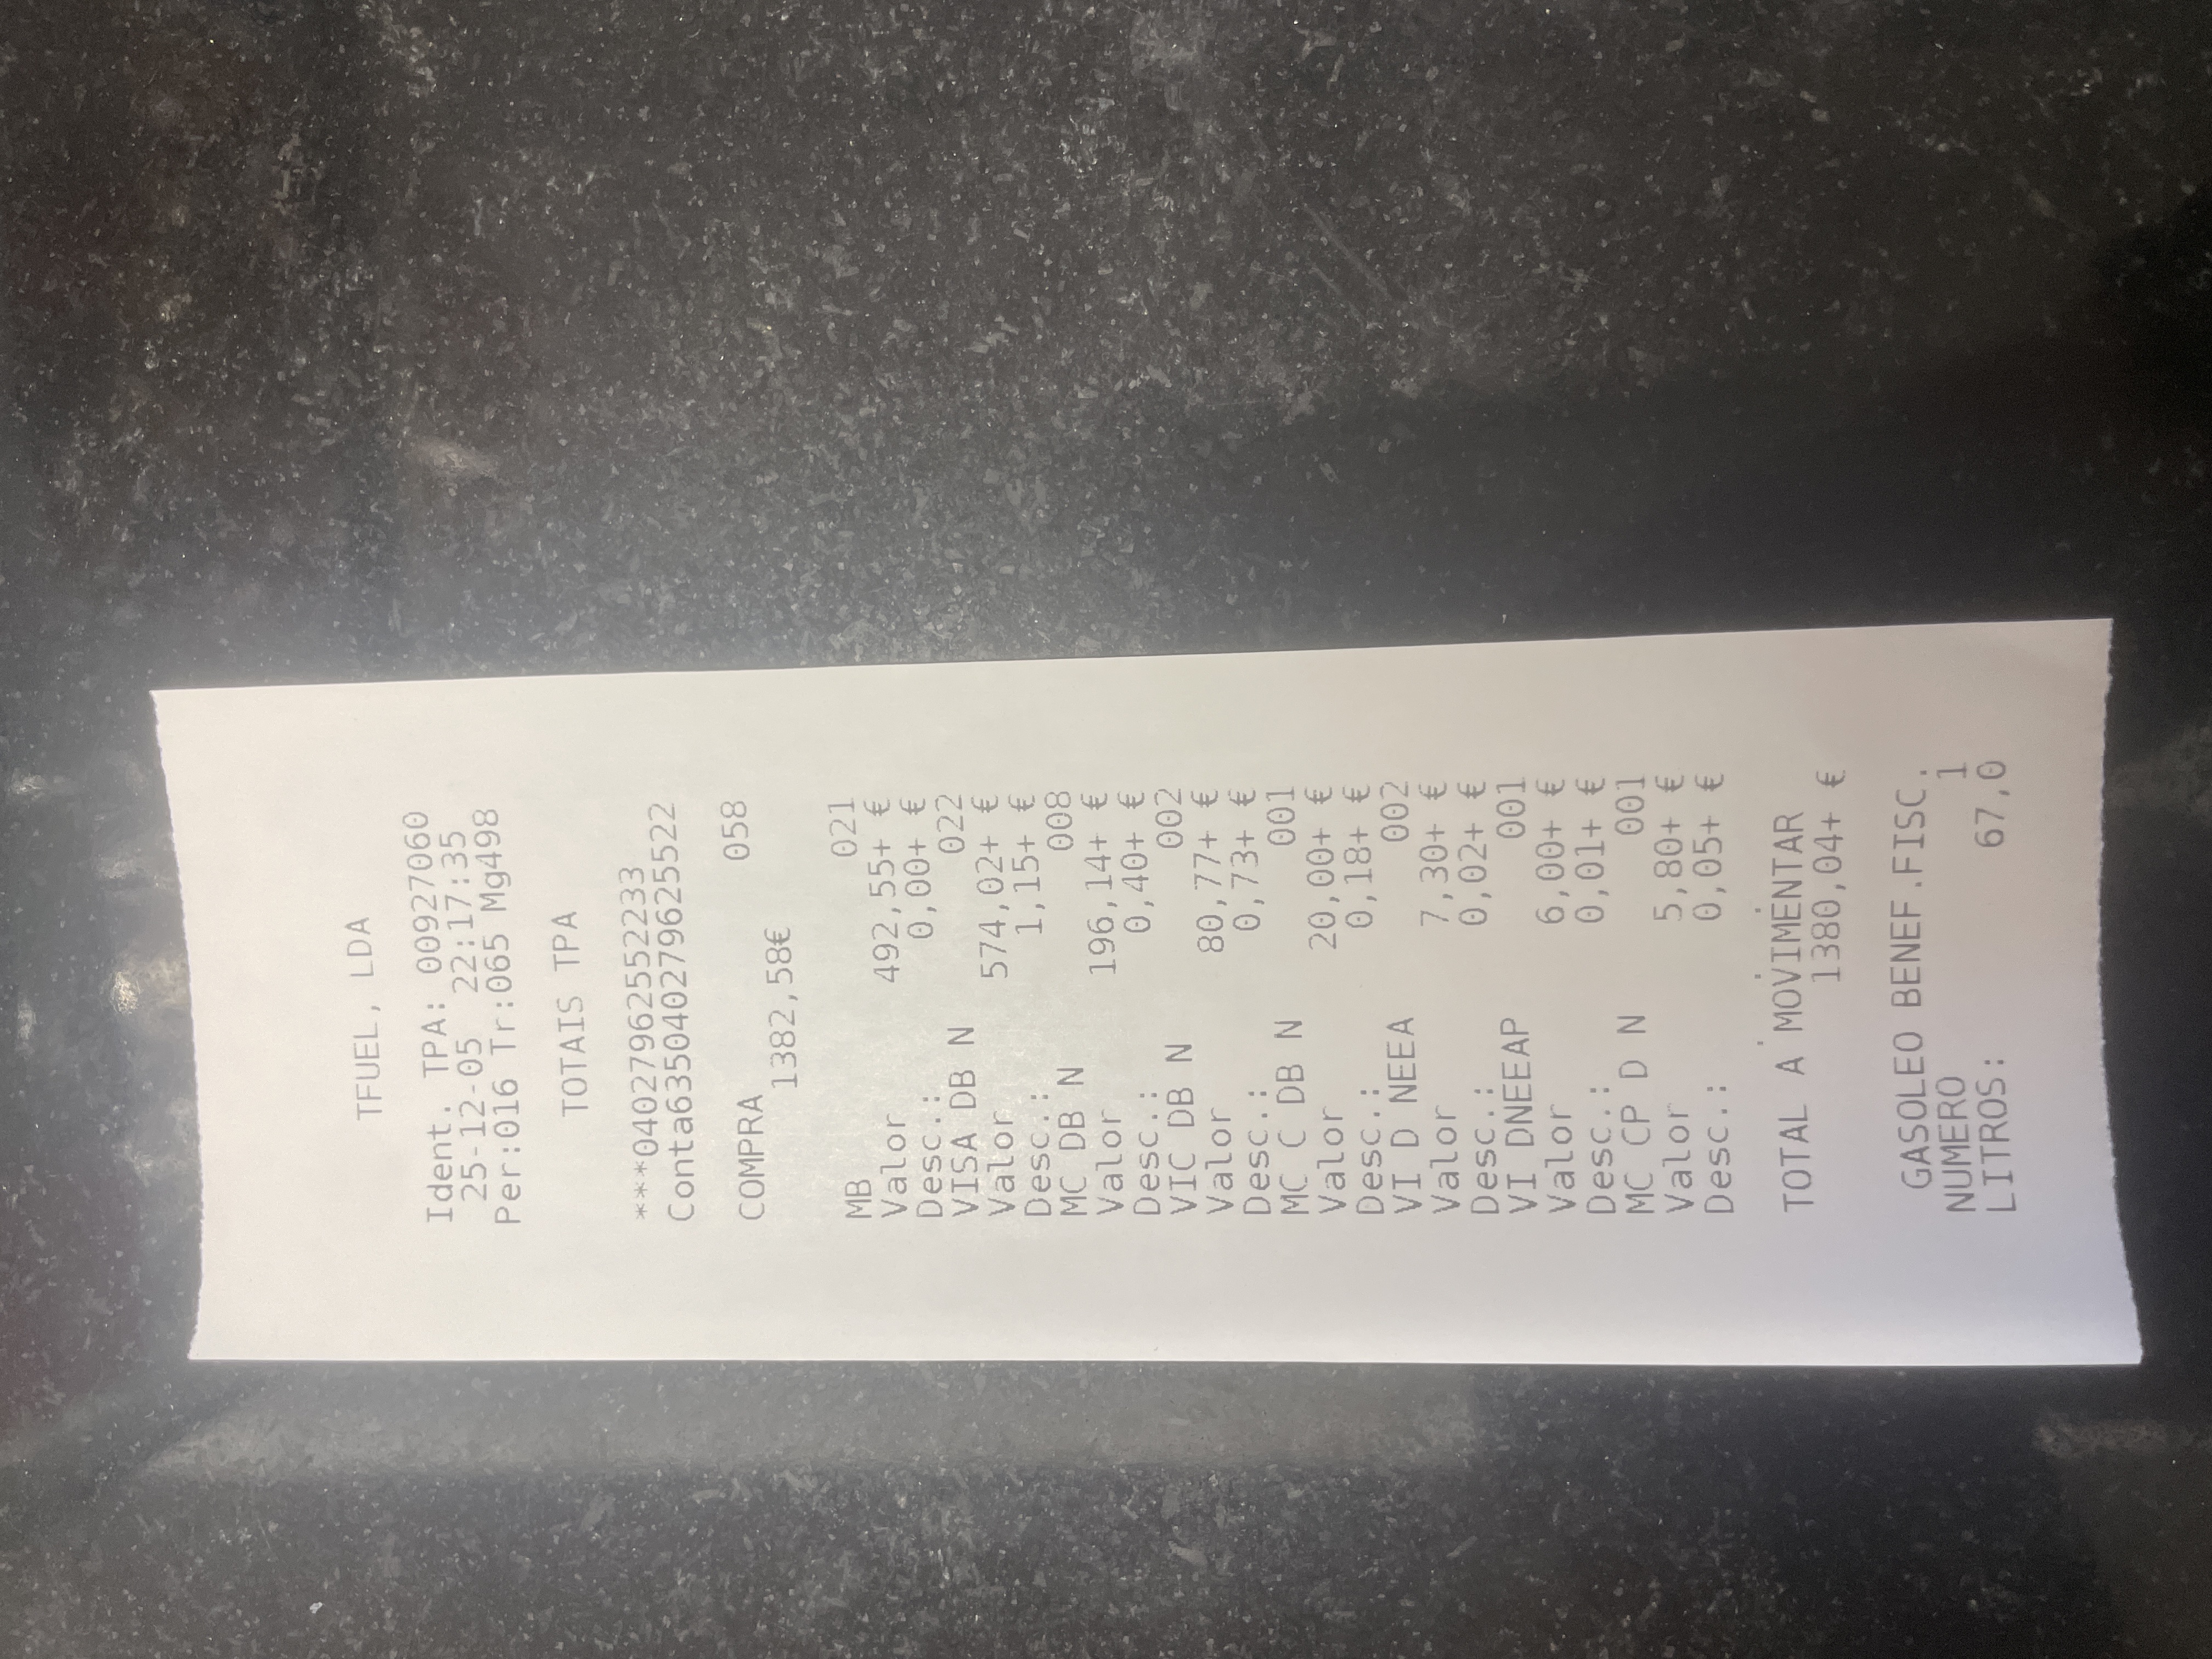 TFUEL, LDA
Ident. TPA: 00927060
25-12-05 22:17:35
Per:016 Tr:065 Mg498
TOTAIS TPA
***04027962552233
Conta635040279625522
COMPRA 058
1382,58€
MB 021
Valor 492,55+ €
Desc.: 0,00+ €
VISA DB N 022
Valor 574,02+ €
Desc.: 1,15+ €
MC DB N 008
Valor 196,14+ €
Desc.: 0,40+ €
VIC DB N 002
Valor 80,77+ €
Desc.: 0,73+ €
MC C DB N 001
Valor 20,00+ €
Desc.: 0,18+ €
VI D NEEA 002
Valor 7,30+ €
Desc.: 0,02+ €
VI DNEEAP 001
Valor 6,00+ €
Desc.: 0,01+ €
MC CP D N 001
Valor 5,80+ €
Desc.: 0,05+ €
TOTAL A MOVIMENTAR
1380,04+ €
GASOLEO BENEF.FISC.
NUMERO 1
LITROS: 67,0